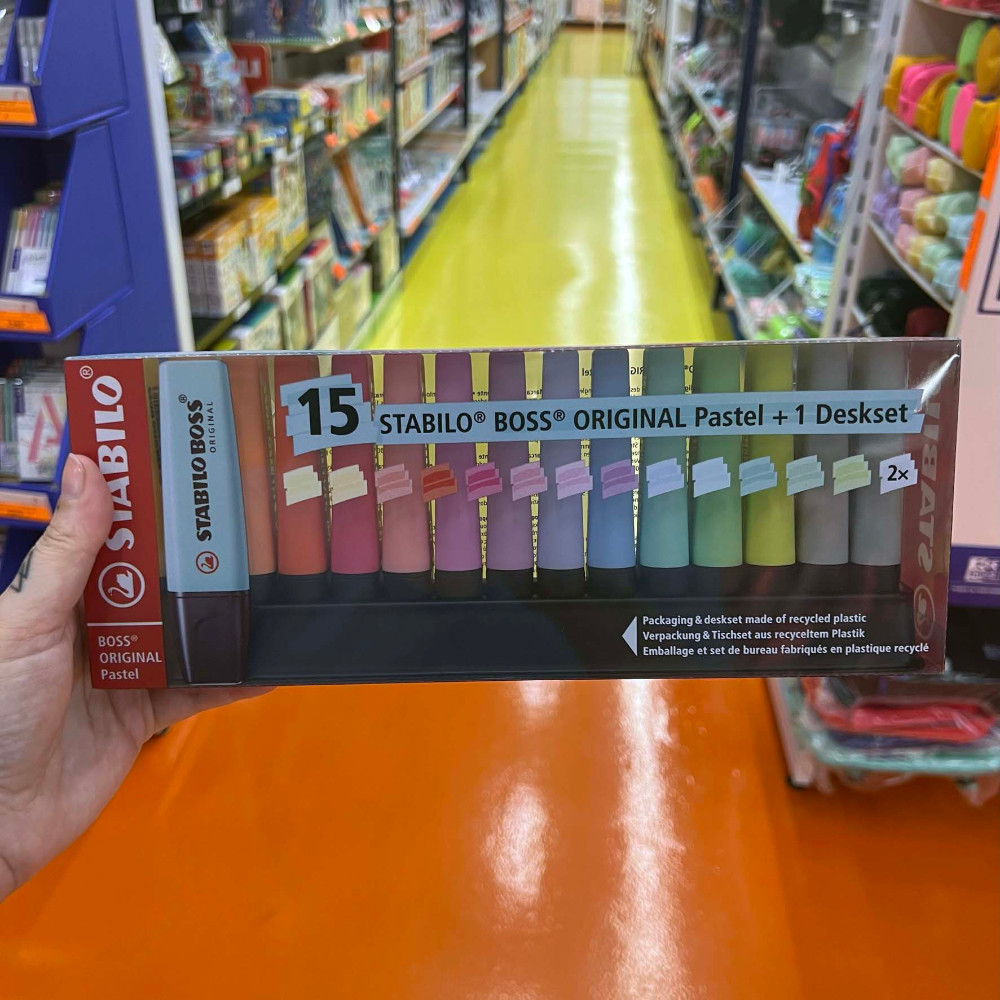 STABILO®
BOSS®
ORIGINAL
Pastel
STABILO BOSS®
ORIGINAL
15 STABILO® BOSS® ORIGINAL Pastel + 1 Deskset
2x
Packaging & deskset made of recycled plastic
Verpackung & Tischset aus recyceltem Plastik
Emballage et set de bureau fabriqués en plastique recyclé